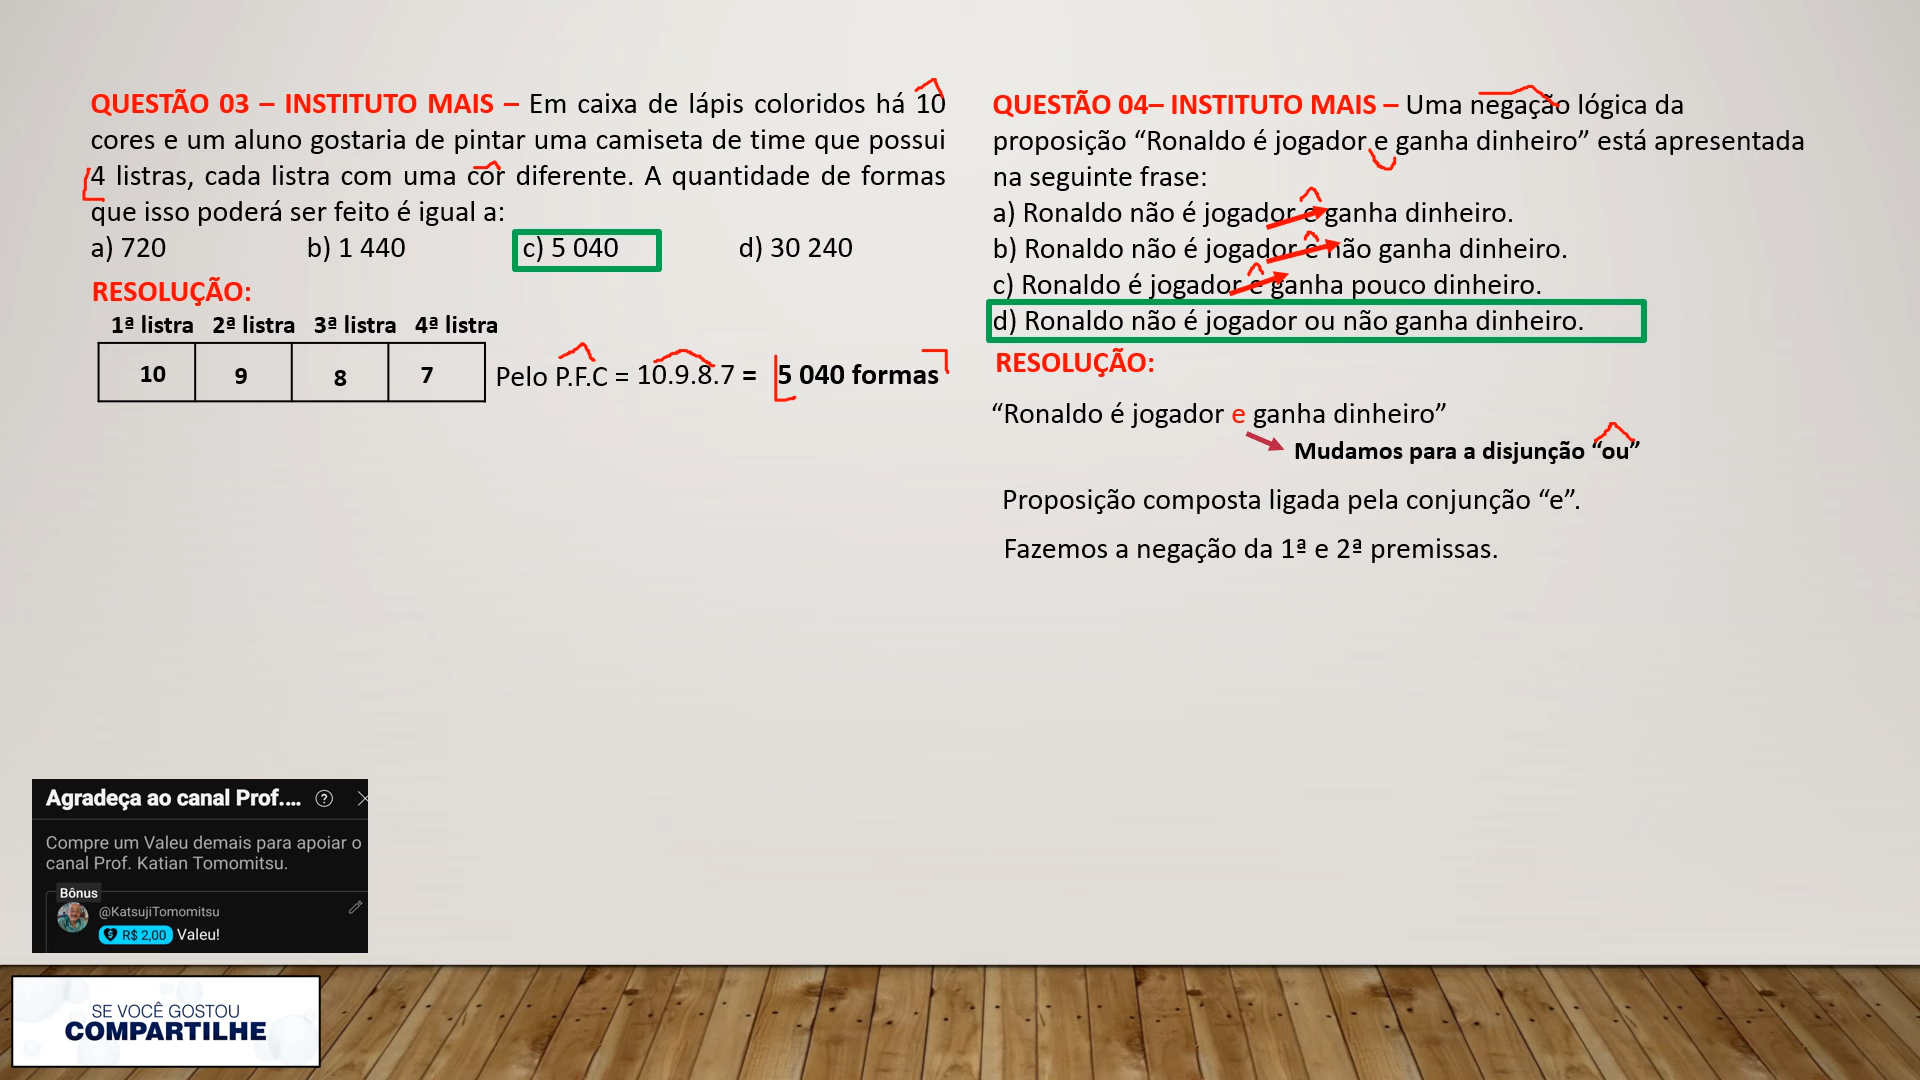 QUESTÃO 03 – INSTITUTO MAIS – Em caixa de lápis coloridos há 10
cores e um aluno gostaria de pintar uma camiseta de time que possui
4 listras, cada listra com uma cor diferente. A quantidade de formas
que isso poderá ser feito é igual a:
a) 720 b) 1 440 c) 5 040 d) 30 240
RESOLUÇÃO:
1ª listra 2ª listra 3ª listra 4ª listra
10 9 8 7
Pelo P.F.C = 10.9.8.7 = 5 040 formas
QUESTÃO 04– INSTITUTO MAIS – Uma negação lógica da
proposição “Ronaldo é jogador e ganha dinheiro” está apresentada
na seguinte frase:
a) Ronaldo não é jogador e ganha dinheiro.
b) Ronaldo não é jogador e não ganha dinheiro.
c) Ronaldo é jogador e ganha pouco dinheiro.
d) Ronaldo não é jogador ou não ganha dinheiro.
RESOLUÇÃO:
“Ronaldo é jogador e ganha dinheiro”
Mudamos para a disjunção “ou”
Proposição composta ligada pela conjunção “e”.
Fazemos a negação da 1ª e 2ª premissas.
Agradeça ao canal Prof.... ?
Compre um Valeu demais para apoiar o
canal Prof. Katian Tomomitsu.
Bônus
@KatsujiTomomitsu
R$ 2,00 Valeu!
SE VOCÊ GOSTOU
COMPARTILHE